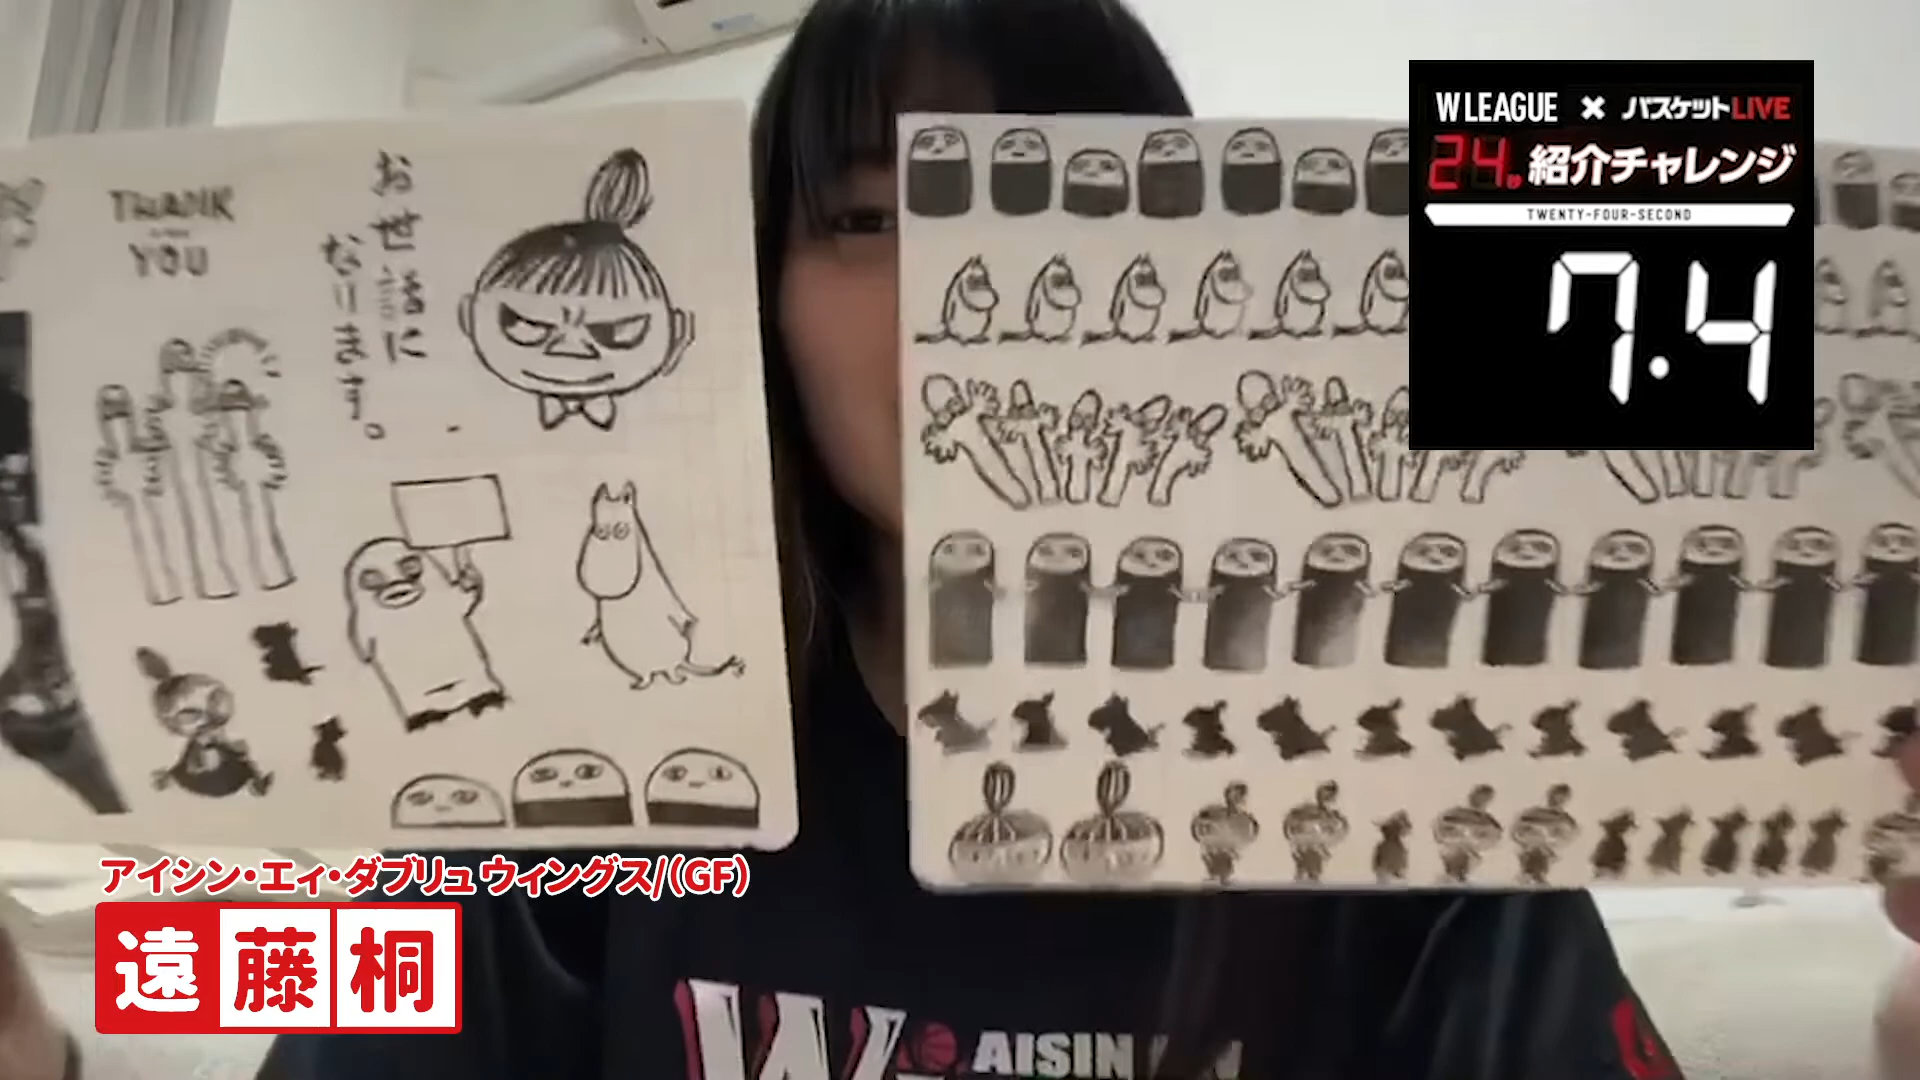 THANK
YOU
お世話に
なります。
W LEAGUE × バスケットLIVE
24秒紹介チャレンジ
TWENTY-FOUR-SECOND
7.4
アイシン・エィ・ダブリュ ウィングス/(GF)
遠藤桐
AISIN